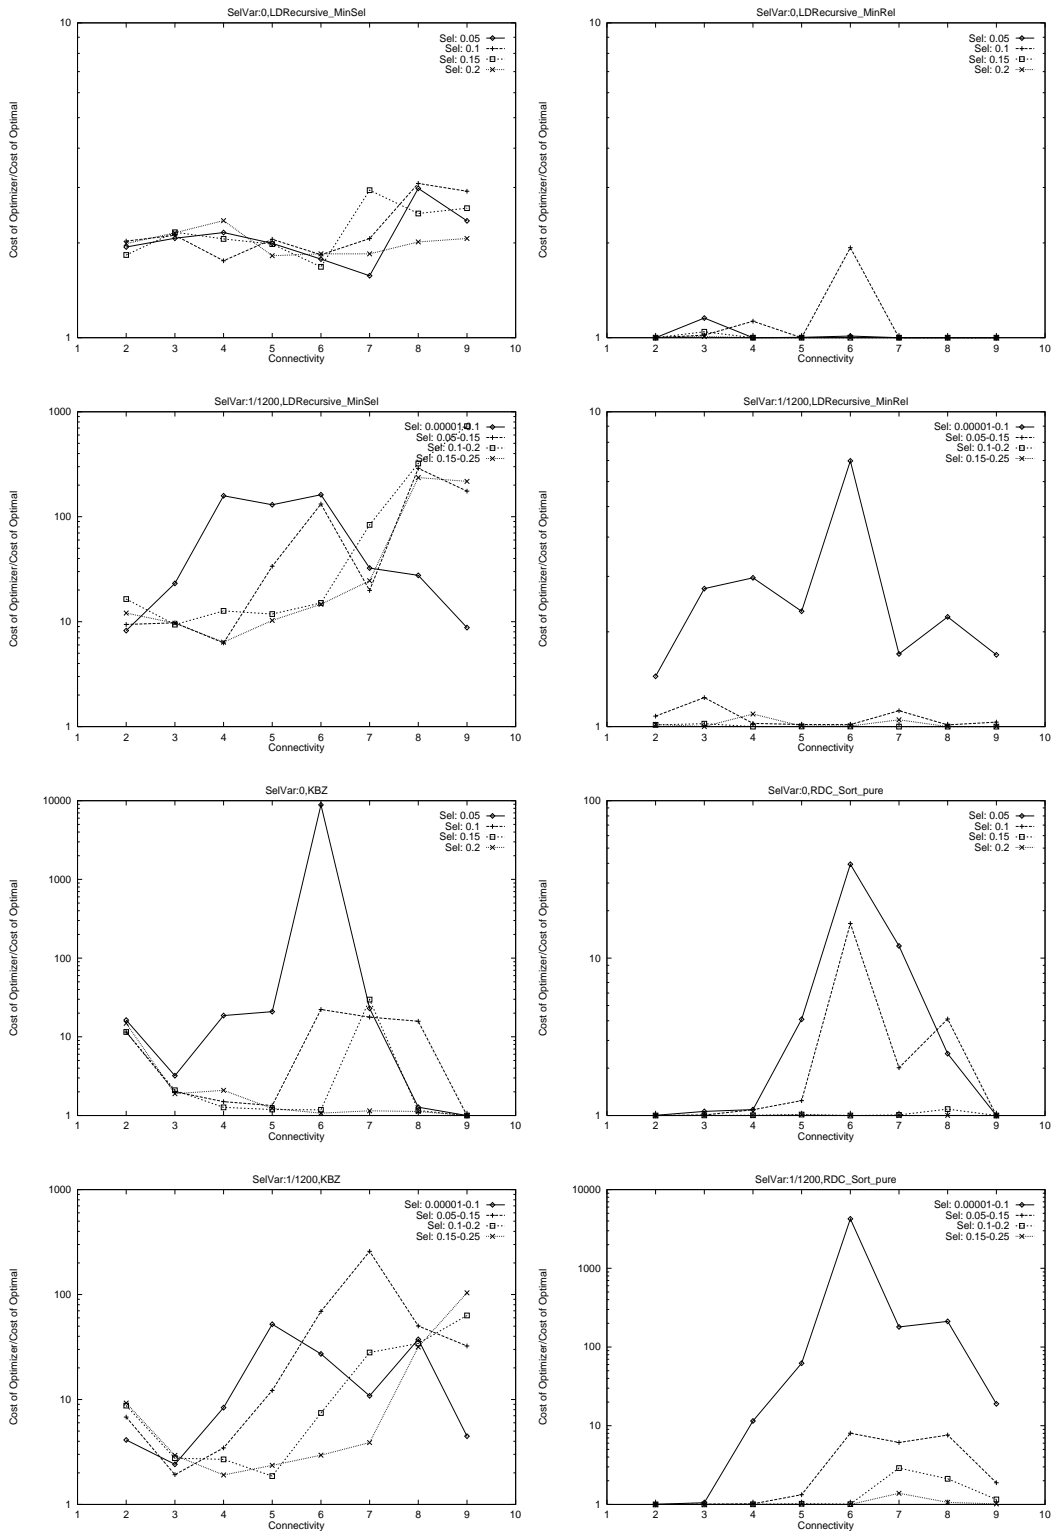 SelVar:0,LDRecursive_MinSel
10
1
Cost of Optimizer/Cost of Optimal
Sel: 0.05
Sel: 0.1
Sel: 0.15
Sel: 0.2
1 2 3 4 5 6 7 8 9 10
Connectivity
SelVar:0,LDRecursive_MinRel
10
1
Cost of Optimizer/Cost of Optimal
Sel: 0.05
Sel: 0.1
Sel: 0.15
Sel: 0.2
1 2 3 4 5 6 7 8 9 10
Connectivity
SelVar:1/1200,LDRecursive_MinSel
1000
100
10
1
Cost of Optimizer/Cost of Optimal
Sel: 0.00001-0.1
Sel: 0.05-0.15
Sel: 0.1-0.2
Sel: 0.15-0.25
1 2 3 4 5 6 7 8 9 10
Connectivity
SelVar:1/1200,LDRecursive_MinRel
10
1
Cost of Optimizer/Cost of Optimal
Sel: 0.00001-0.1
Sel: 0.05-0.15
Sel: 0.1-0.2
Sel: 0.15-0.25
1 2 3 4 5 6 7 8 9 10
Connectivity
SelVar:0,KBZ
10000
1000
100
10
1
Cost of Optimizer/Cost of Optimal
Sel: 0.05
Sel: 0.1
Sel: 0.15
Sel: 0.2
1 2 3 4 5 6 7 8 9 10
Connectivity
SelVar:0,RDC_Sort_pure
100
10
1
Cost of Optimizer/Cost of Optimal
Sel: 0.05
Sel: 0.1
Sel: 0.15
Sel: 0.2
1 2 3 4 5 6 7 8 9 10
Connectivity
SelVar:1/1200,KBZ
1000
100
10
1
Cost of Optimizer/Cost of Optimal
Sel: 0.00001-0.1
Sel: 0.05-0.15
Sel: 0.1-0.2
Sel: 0.15-0.25
1 2 3 4 5 6 7 8 9 10
Connectivity
SelVar:1/1200,RDC_Sort_pure
10000
1000
100
10
1
Cost of Optimizer/Cost of Optimal
Sel: 0.00001-0.1
Sel: 0.05-0.15
Sel: 0.1-0.2
Sel: 0.15-0.25
1 2 3 4 5 6 7 8 9 10
Connectivity